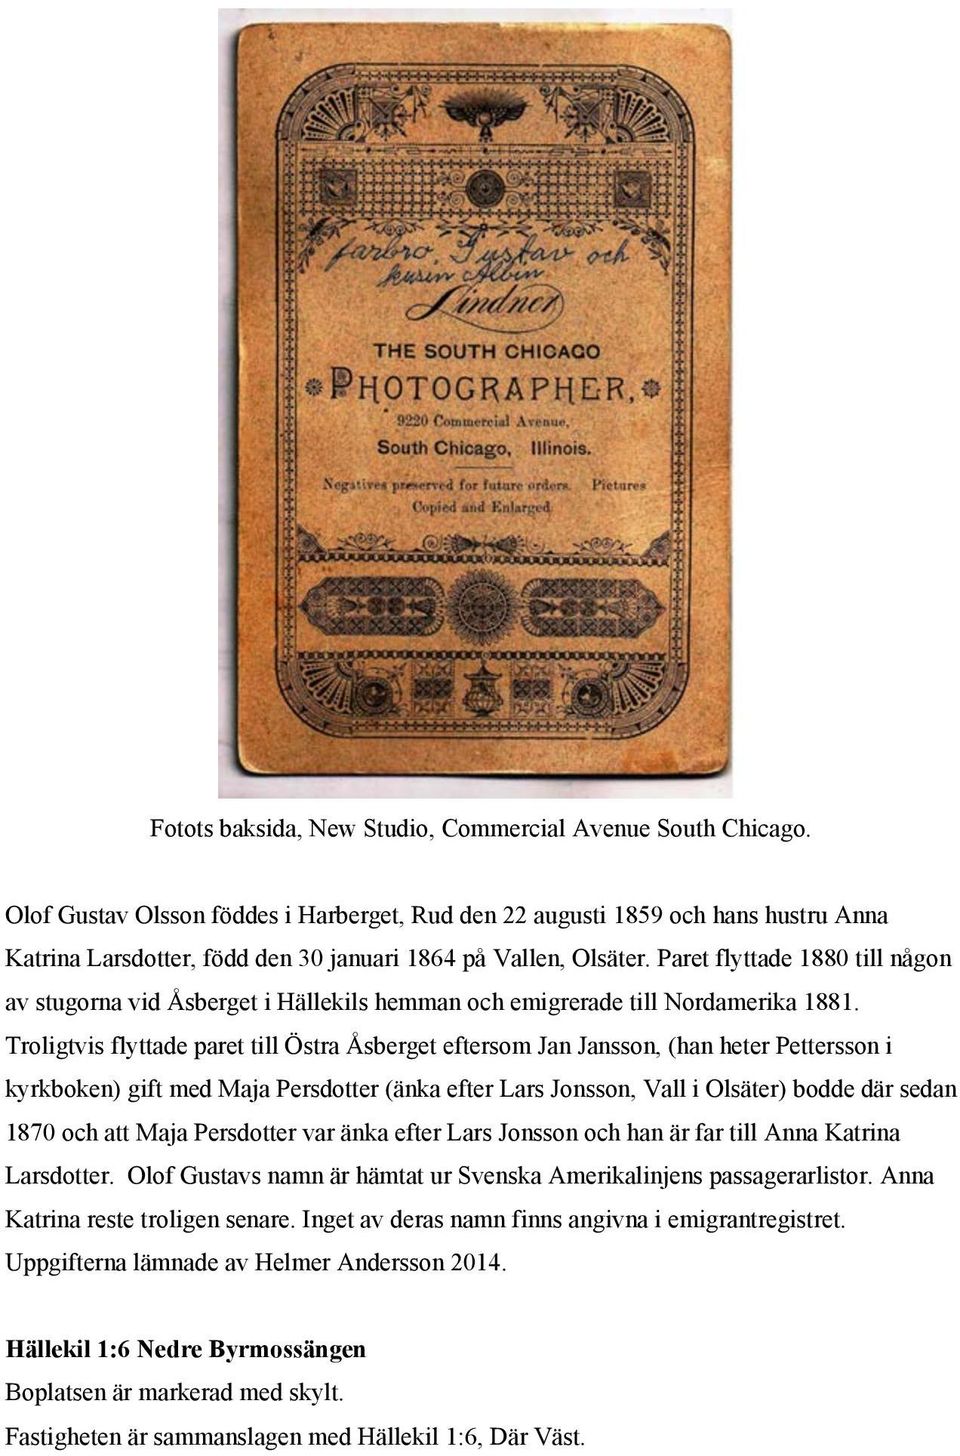 farbro, Gustav och
kusin Albin
Lindner,
THE SOUTH CHICAGO
PHOTOGRAPHER,
9220 Commercial Avenue,
South Chicago, Illinois.
Negatives preserved for future orders. Pictures
Copied and Enlarged
Fotots baksida, New Studio, Commercial Avenue South Chicago.
Olof Gustav Olsson föddes i Harberget, Rud den 22 augusti 1859 och hans hustru Anna
Katrina Larsdotter, född den 30 januari 1864 på Vallen, Olsäter. Paret flyttade 1880 till någon
av stugorna vid Åsberget i Hällekils hemman och emigrerade till Nordamerika 1881.
Troligtvis flyttade paret till Östra Åsberget eftersom Jan Jansson, (han heter Pettersson i
kyrkboken) gift med Maja Persdotter (änka efter Lars Jonsson, Vall i Olsäter) bodde där sedan
1870 och att Maja Persdotter var änka efter Lars Jonsson och han är far till Anna Katrina
Larsdotter. Olof Gustavs namn är hämtat ur Svenska Amerikalinjens passagerarlistor. Anna
Katrina reste troligen senare. Inget av deras namn finns angivna i emigrantregistret.
Uppgifterna lämnade av Helmer Andersson 2014.
Hällekil 1:6 Nedre Byrmossängen
Boplatsen är markerad med skylt.
Fastigheten är sammanslagen med Hällekil 1:6, Där Väst.